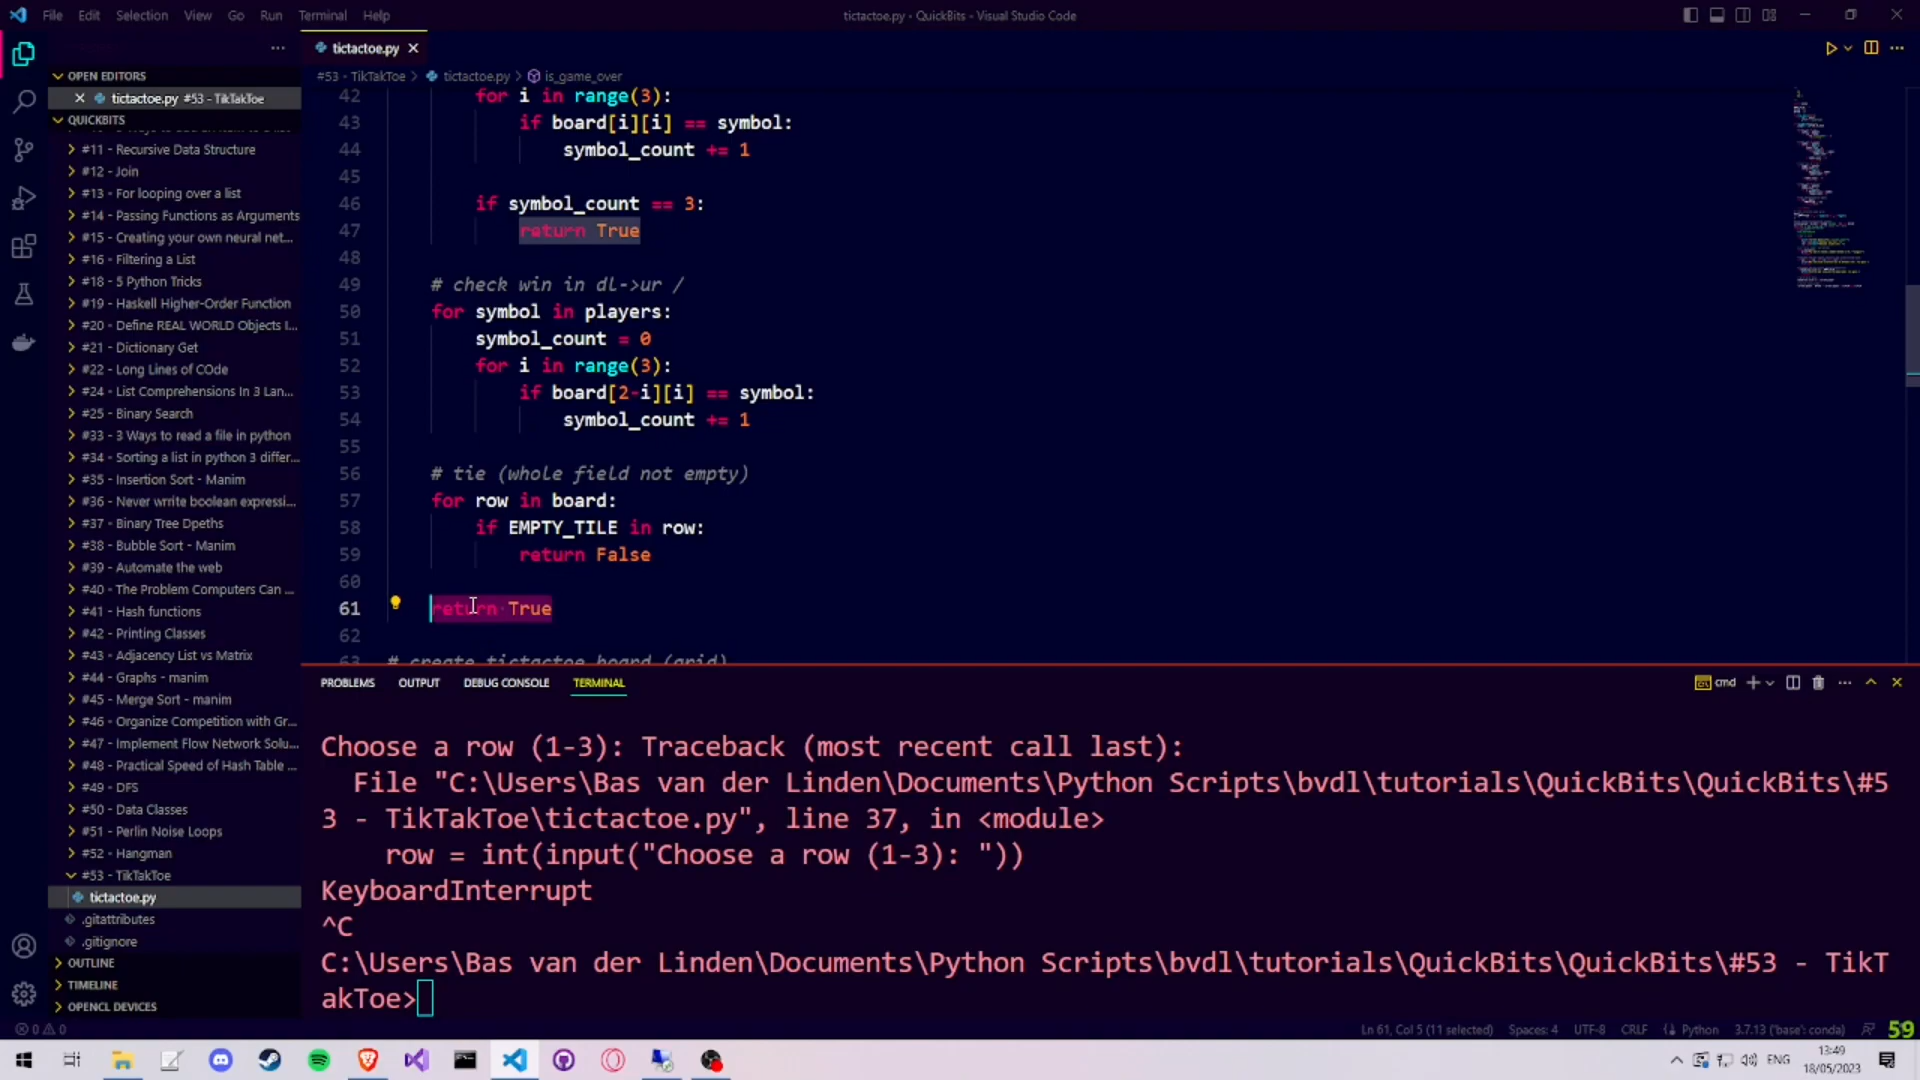 File Edit Selection View Go Run Terminal Help
tictactoe.py - QuickBits - Visual Studio Code
tictactoe.py
OPEN EDITORS
tictactoe.py #53 - TikTakToe
QUICKBITS
#11 - Recursive Data Structure
#12 - Join
#13 - For looping over a list
#14 - Passing Functions as Arguments
#15 - Creating your own neural net...
#16 - Filtering a List
#18 - 5 Python Tricks
#19 - Haskell Higher-Order Function
#20 - Define REAL WORLD Objects I...
#21 - Dictionary Get
#22 - Long Lines of COde
#24 - List Comprehensions In 3 Lan...
#25 - Binary Search
#33 - 3 Ways to read a file in python
#34 - Sorting a list in python 3 differ...
#35 - Insertion Sort - Manim
#36 - Never wrrite boolean expressi...
#37 - Binary Tree Dpeths
#38 - Bubble Sort - Manim
#39 - Automate the web
#40 - The Problem Computers Can ...
#41 - Hash functions
#42 - Printing Classes
#43 - Adjacency List vs Matrix
#44 - Graphs - manim
#45 - Merge Sort - manim
#46 - Organize Competition with Gr...
#47 - Implement Flow Network Solu...
#48 - Practical Speed of Hash Table ...
#49 - DFS
#50 - Data Classes
#51 - Perlin Noise Loops
#52 - Hangman
#53 - TikTakToe
tictactoe.py
.gitattributes
.gitignore
OUTLINE
TIMELINE
OPENCL DEVICES
#53 - TikTakToe > tictactoe.py > is_game_over
42 for i in range(3):
43 if board[i][i] == symbol:
44 symbol_count += 1
45
46 if symbol_count == 3:
47 return True
48
49 # check win in dl->ur /
50 for symbol in players:
51 symbol_count = 0
52 for i in range(3):
53 if board[2-i][i] == symbol:
54 symbol_count += 1
55
56 # tie (whole field not empty)
57 for row in board:
58 if EMPTY_TILE in row:
59 return False
60
61 return True
62
63 # create tictactoe board (grid)
PROBLEMS OUTPUT DEBUG CONSOLE TERMINAL
cmd
Choose a row (1-3): Traceback (most recent call last):
File "C:\Users\Bas van der Linden\Documents\Python Scripts\bvdl\tutorials\QuickBits\QuickBits\#5
3 - TikTakToe\tictactoe.py", line 37, in <module>
row = int(input("Choose a row (1-3): "))
KeyboardInterrupt
^C
C:\Users\Bas van der Linden\Documents\Python Scripts\bvdl\tutorials\QuickBits\QuickBits\#53 - TikT
akToe>
0 0
Ln 61, Col 5 (11 selected) Spaces: 4 UTF-8 CRLF Python 3.7.13 ('base': conda)
59
ENG
13:49
18/05/2023